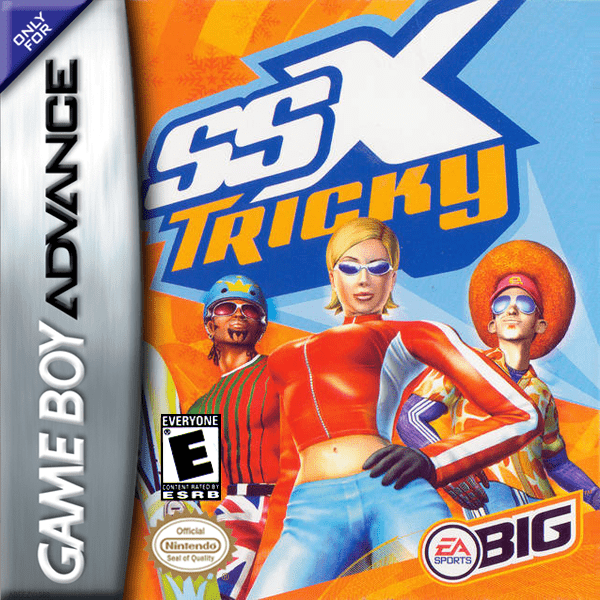 ONLY
FOR
GAME BOY ADVANCE
SSX
TRICKY
EVERYONE
E
®
CONTENT RATED BY
ESRB
Official
Nintendo
Seal of Quality
EA
SPORTS
BIG